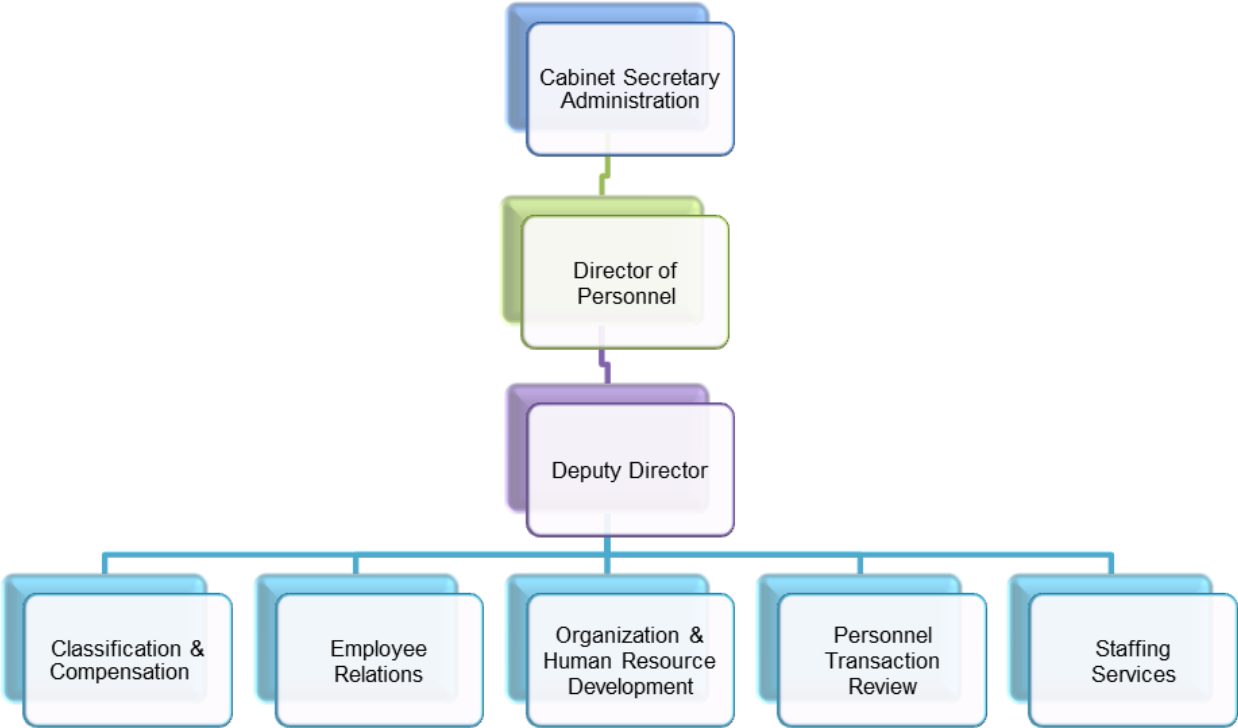 Cabinet Secretary
Administration
Director of
Personnel
Deputy Director
Classification &
Compensation
Employee
Relations
Organization &
Human Resource
Development
Personnel
Transaction
Review
Staffing
Services